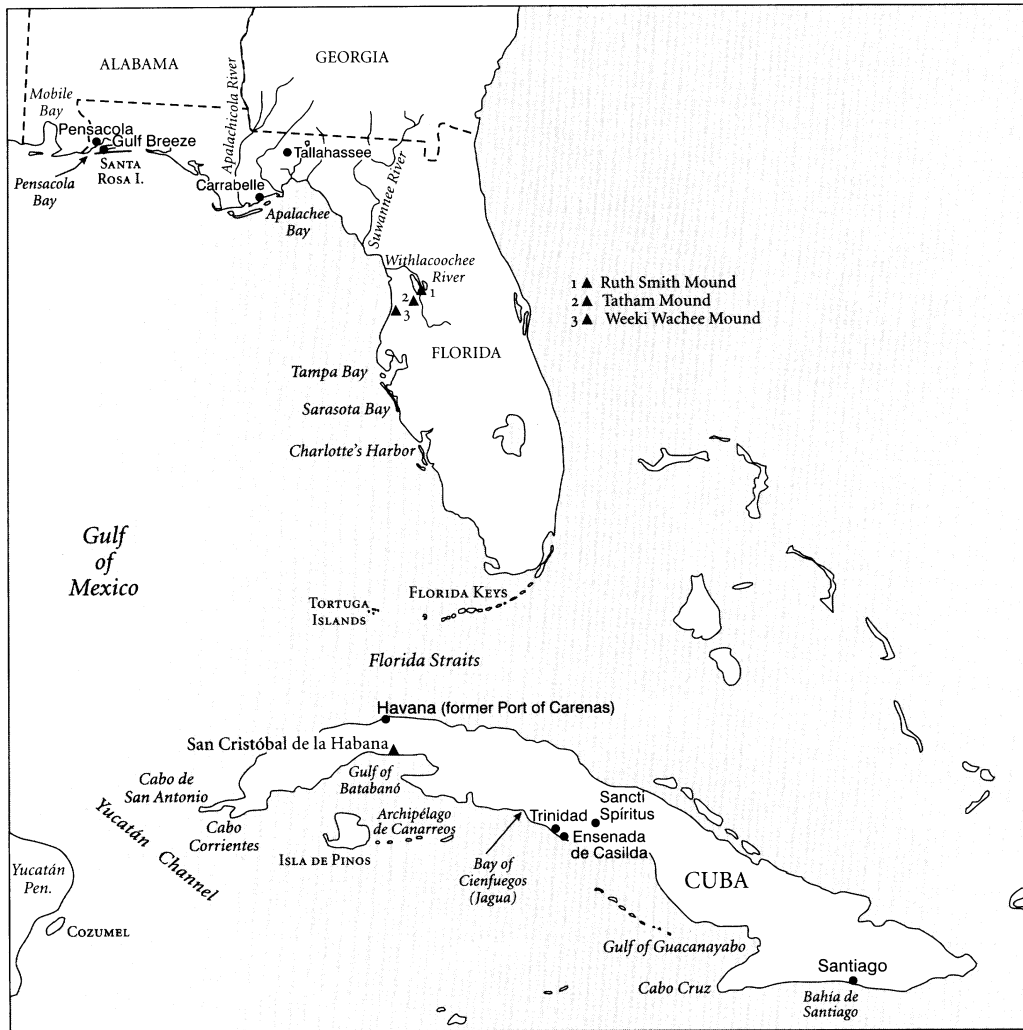 ALABAMA
GEORGIA
Apalachicola River
Mobile
Bay
Pensacola
Gulf Breeze
SANTA
ROSA I.
Pensacola
Bay
Tallahassee
Carrabelle
Apalachee
Bay
Suwannee River
Withlacoochee
River
1
2
3
1 ▲ Ruth Smith Mound
2 ▲ Tatham Mound
3 ▲ Weeki Wachee Mound
FLORIDA
Tampa Bay
Sarasota Bay
Charlotte's Harbor
Gulf
of
Mexico
TORTUGA
ISLANDS
FLORIDA KEYS
Florida Straits
Havana (former Port of Carenas)
San Cristóbal de la Habana
Cabo de
San Antonio
Gulf of
Batabanó
Yucatán Channel
Cabo
Corrientes
Archipélago
de Canarreos
ISLA DE PINOS
Trinidad
Sancti
Spíritus
Ensenada
de Casilda
Bay of
Cienfuegos
(Jagua)
CUBA
Yucatán
Pen.
COZUMEL
Gulf of Guacanayabo
Cabo Cruz
Santiago
Bahía de
Santiago